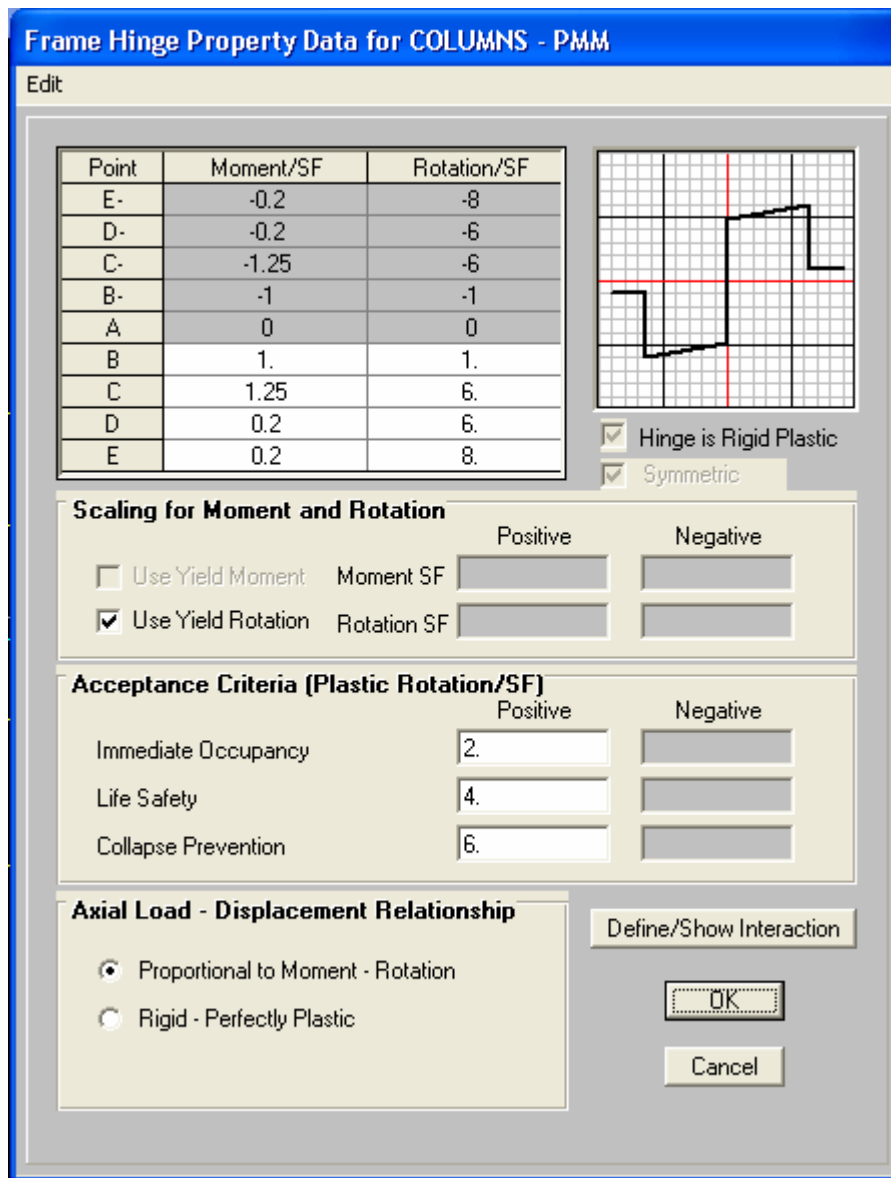 Frame Hinge Property Data for COLUMNS - PMM
Edit
Point Moment/SF Rotation/SF
E- -0.2 -8
D- -0.2 -6
C- -1.25 -6
B- -1 -1
A 0 0
B 1. 1.
C 1.25 6.
D 0.2 6.
E 0.2 8.
Hinge is Rigid Plastic
Symmetric
Scaling for Moment and Rotation
Positive Negative
Use Yield Moment Moment SF
Use Yield Rotation Rotation SF
Acceptance Criteria (Plastic Rotation/SF)
Positive Negative
Immediate Occupancy 2.
Life Safety 4.
Collapse Prevention 6.
Axial Load - Displacement Relationship
Proportional to Moment - Rotation
Rigid - Perfectly Plastic
Define/Show Interaction
OK
Cancel